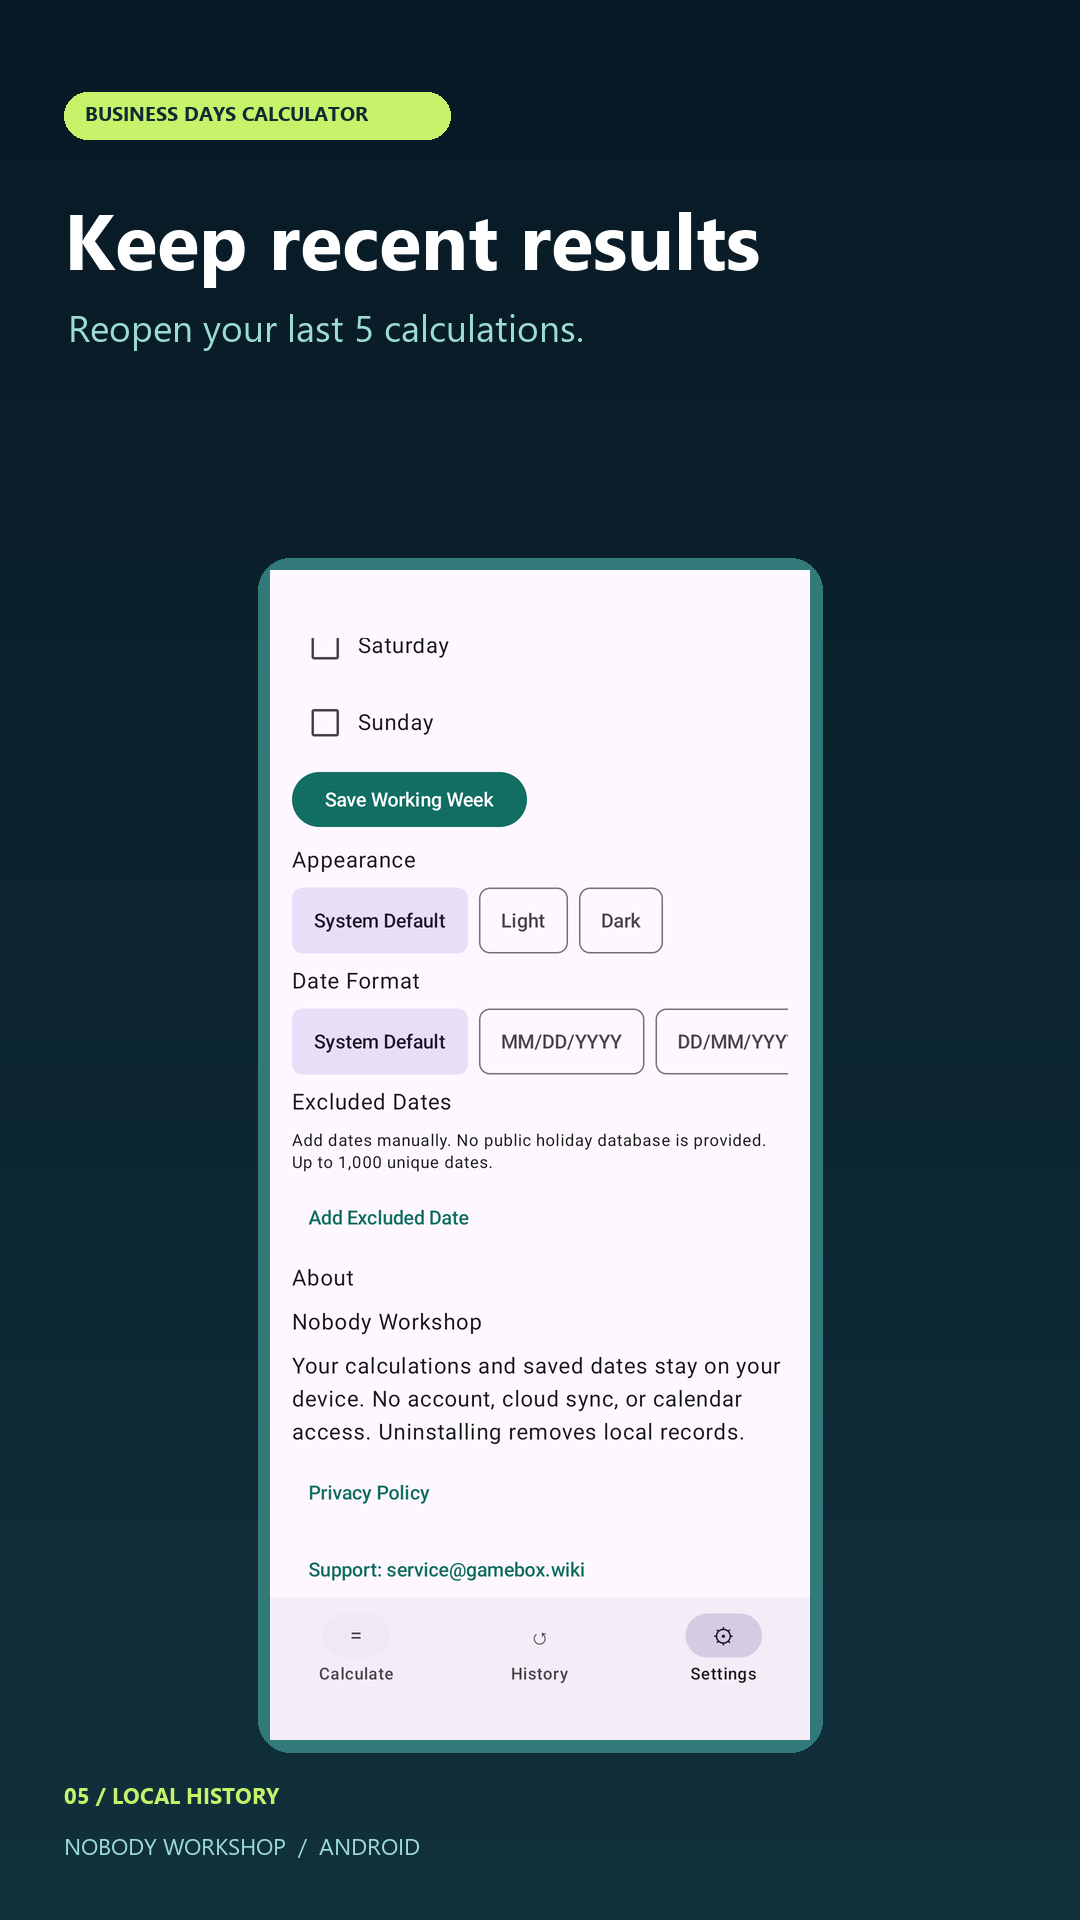 BUSINESS DAYS CALCULATOR
Keep recent results
Reopen your last 5 calculations.
Saturday
Sunday
Save Working Week
Appearance
System Default
Light
Dark
Date Format
System Default
MM/DD/YYYY
DD/MM/YYY
Excluded Dates
Add dates manually. No public holiday database is provided.
Up to 1,000 unique dates.
Add Excluded Date
About
Nobody Workshop
Your calculations and saved dates stay on your
device. No account, cloud sync, or calendar
access. Uninstalling removes local records.
Privacy Policy
Support: service@gamebox.wiki
=
Calculate
History
Settings
05 / LOCAL HISTORY
NOBODY WORKSHOP / ANDROID